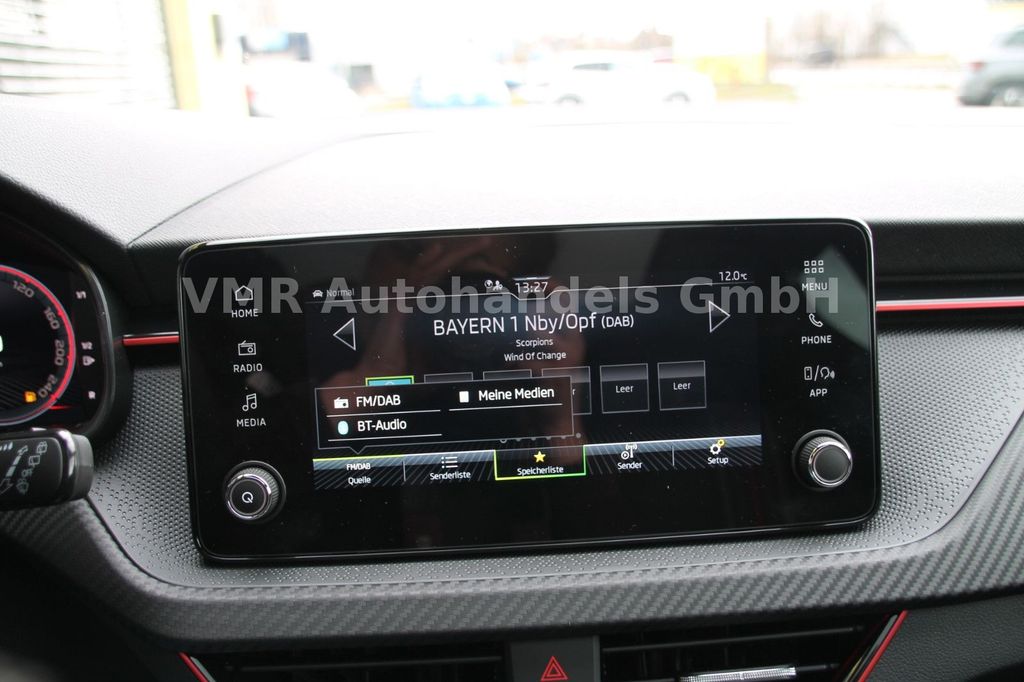 VMR Autohandels GmbH
Normal
13:27
12.0°C
HOME
RADIO
MEDIA
MENU
PHONE
APP
BAYERN 1 Nby/Opf (DAB)
Scorpions
Wind Of Change
Leer
Leer
FM/DAB
Meine Medien
BT-Audio
FM/DAB
Quelle
Senderliste
Speicherliste
Sender
Setup
120
160
200
240